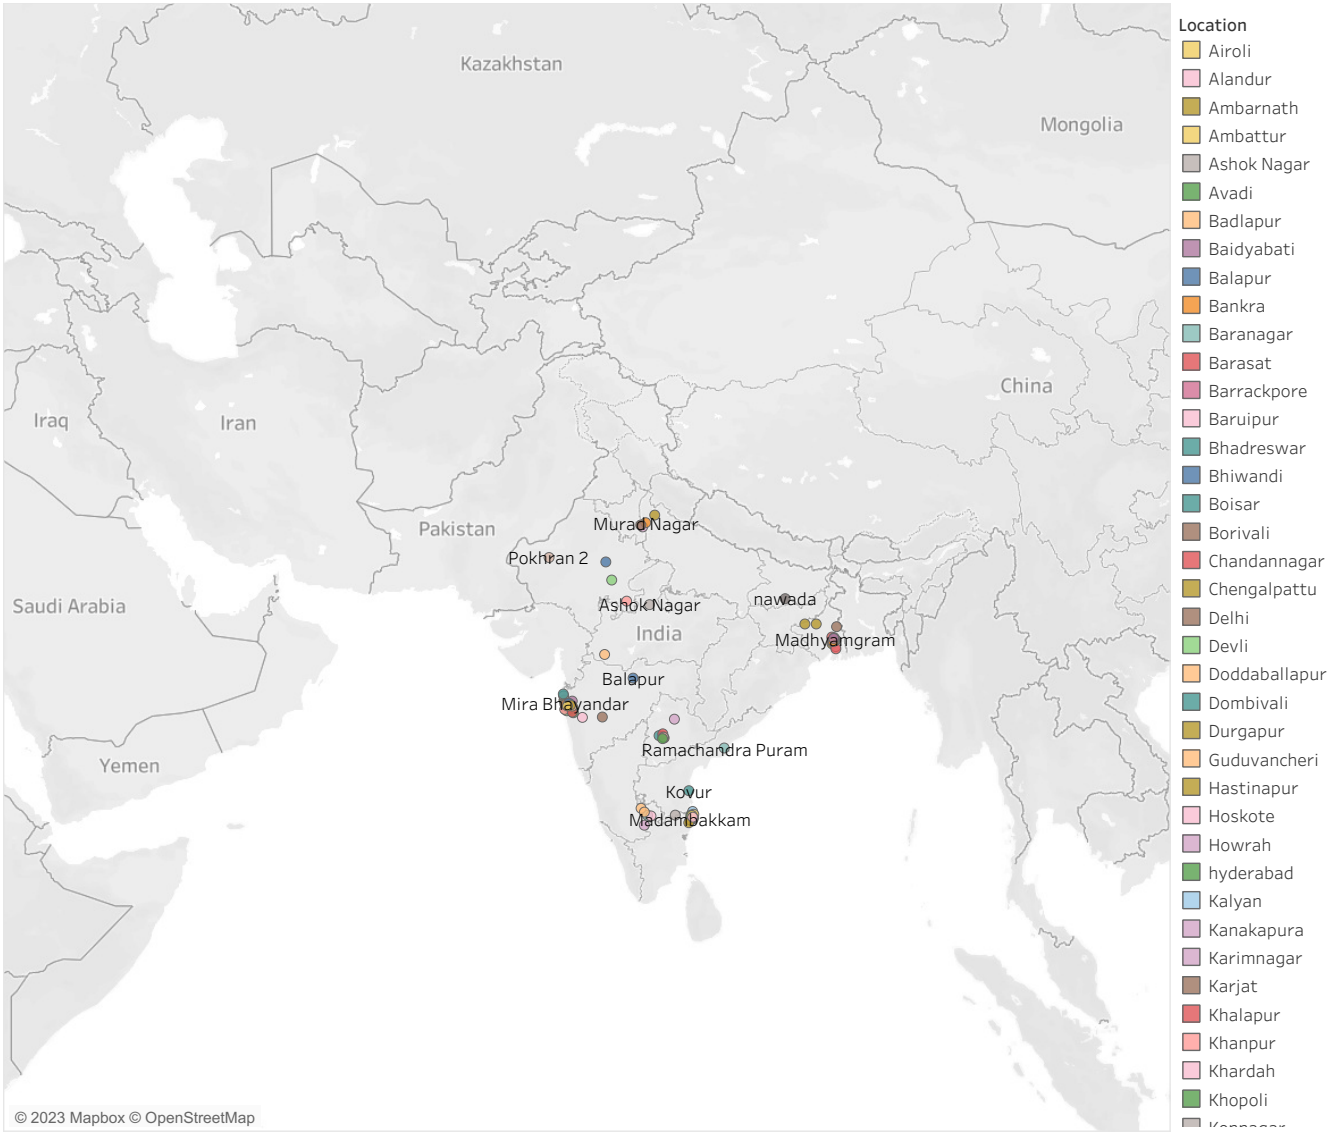 Kazakhstan
Mongolia
Iraq
Iran
China
Pakistan
Saudi Arabia
Yemen
India
Murad Nagar
Pokhran 2
Ashok Nagar
nawada
Madhyamgram
Balapur
Mira Bhayandar
Ramachandra Puram
Kovur
Madambakkam
© 2023 Mapbox © OpenStreetMap
Location
Airoli
Alandur
Ambarnath
Ambattur
Ashok Nagar
Avadi
Badlapur
Baidyabati
Balapur
Bankra
Baranagar
Barasat
Barrackpore
Baruipur
Bhadreswar
Bhiwandi
Boisar
Borivali
Chandannagar
Chengalpattu
Delhi
Devli
Doddaballapur
Dombivali
Durgapur
Guduvancheri
Hastinapur
Hoskote
Howrah
hyderabad
Kalyan
Kanakapura
Karimnagar
Karjat
Khalapur
Khanpur
Khardah
Khopoli